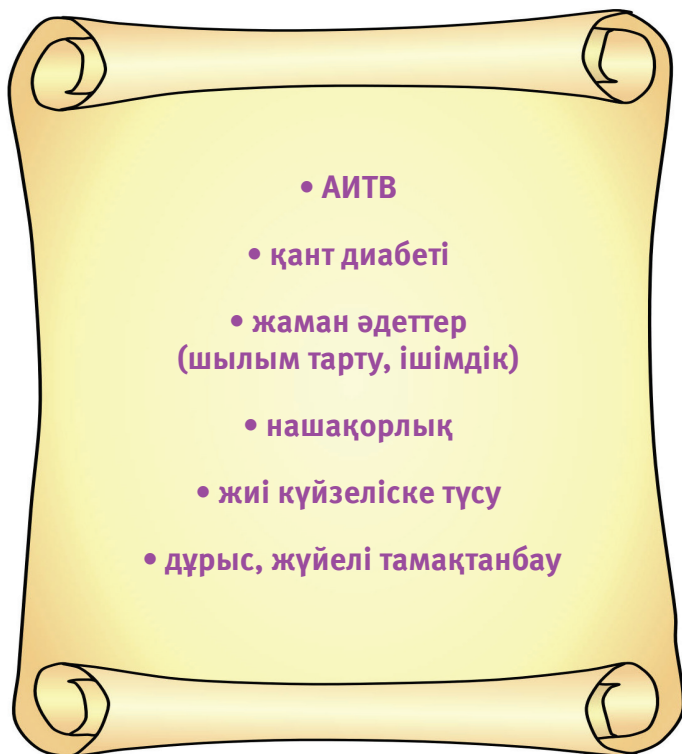 • АИТВ
• қант диабеті
• жаман әдеттер
(шылым тарту, ішімдік)
• нашақорлық
• жиі күйзеліске түсу
• дұрыс, жүйелі тамақтанбау